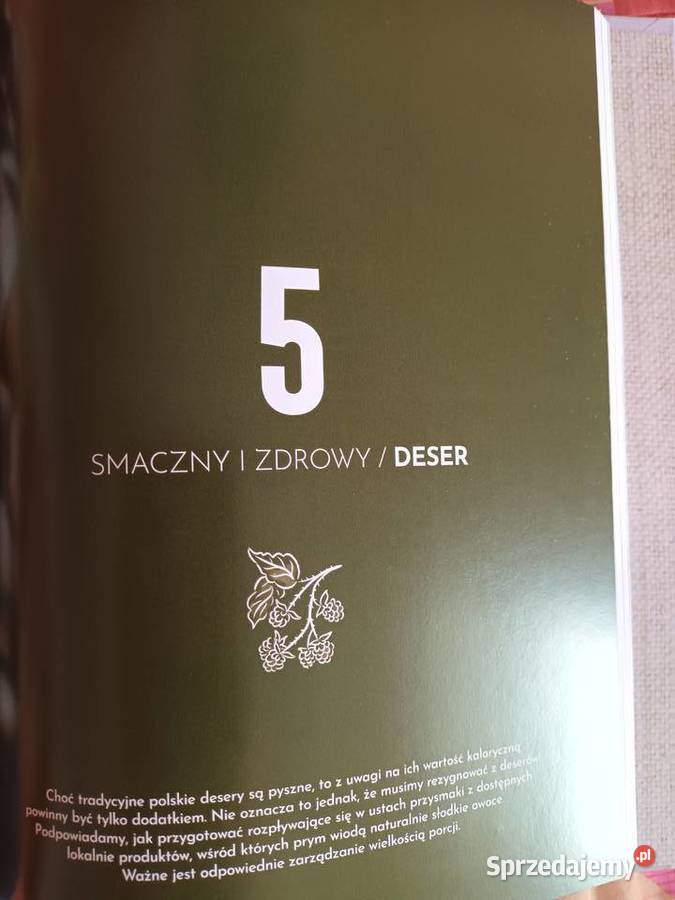 5
SMACZNY I ZDROWY / DESER
Choć tradycyjne polskie desery są pyszne, to z uwagi na ich wartość kaloryczną
powinny być tylko dodatkiem. Nie oznacza to jednak, że musimy rezygnować z deserów.
Podpowiadamy, jak przygotować rozpływające się w ustach przysmaki z dostępnych
lokalnie produktów, wśród których prym wiodą naturalnie słodkie owoce.
Ważne jest odpowiednie zarządzanie wielkością porcji.
Sprzedajemy.pl